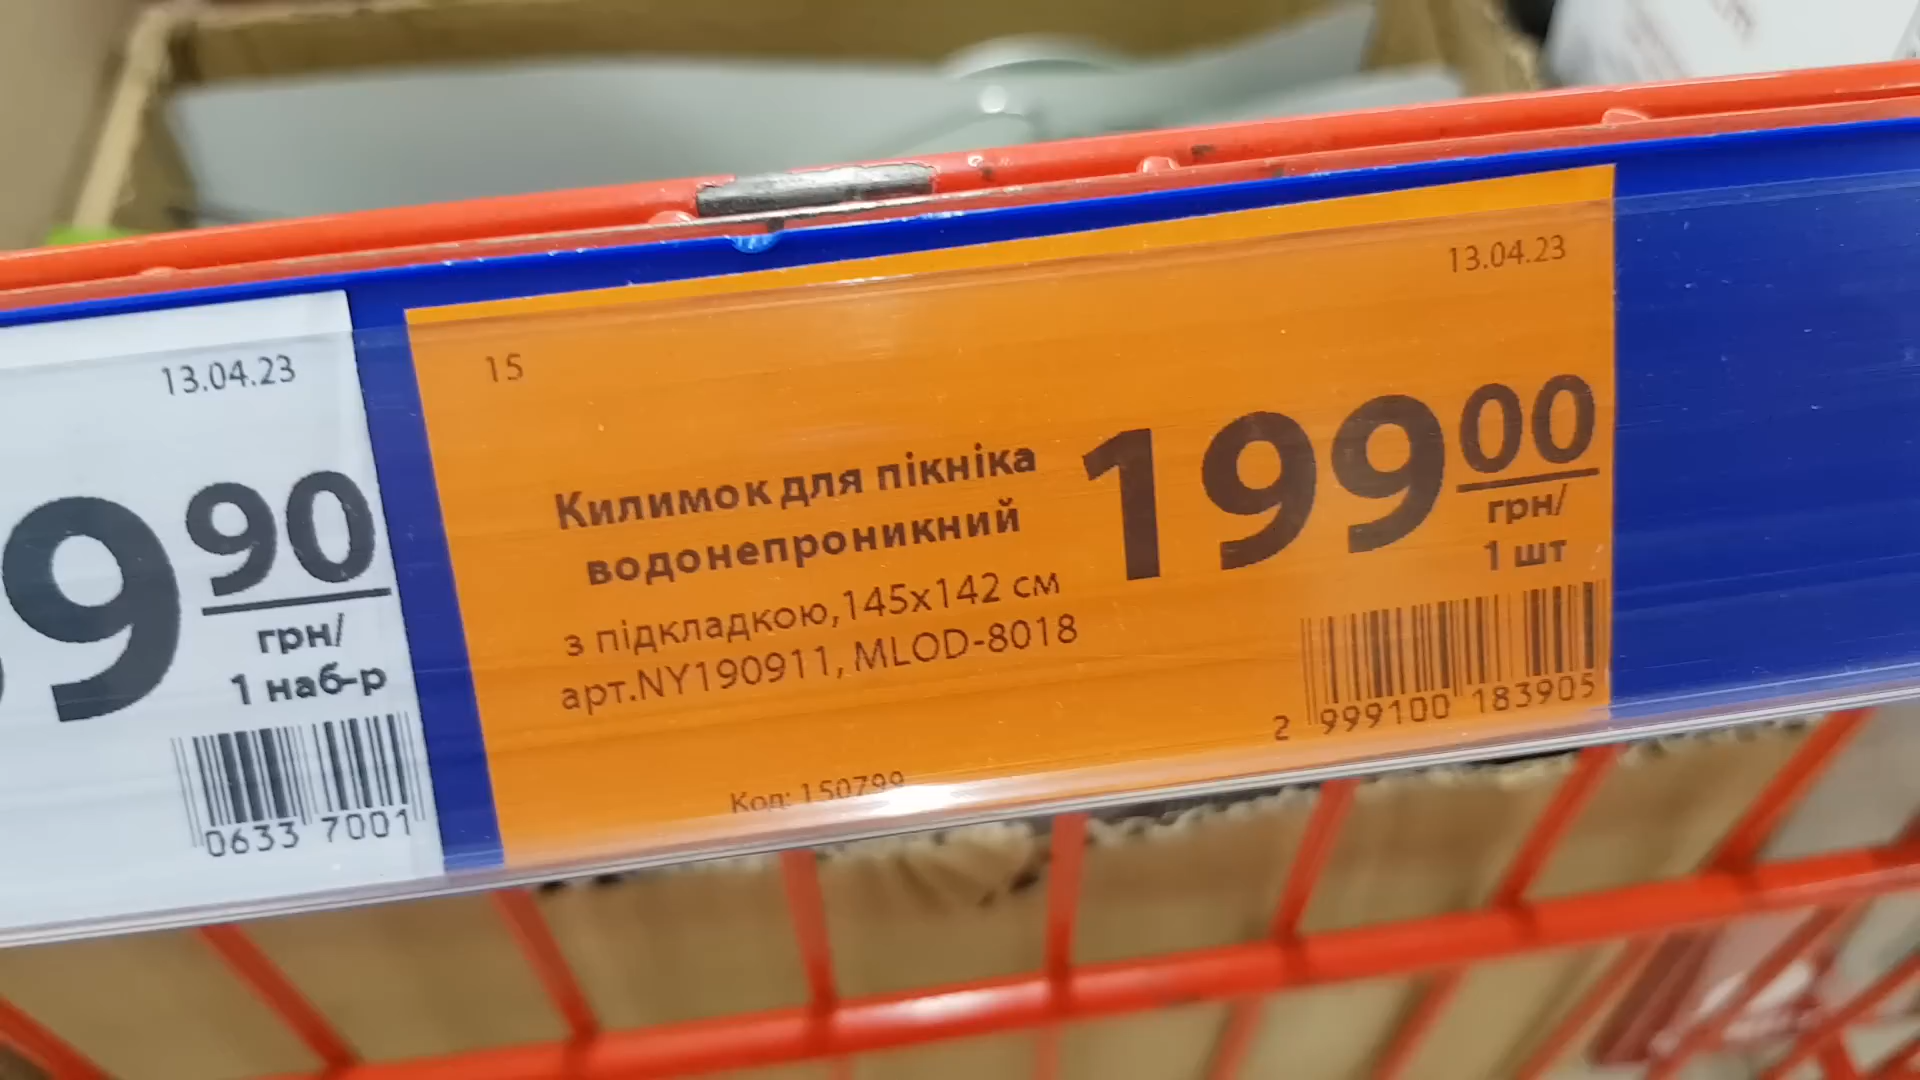 13.04.23
9 90
грн/
1 наб-р
0633 7001
13.04.23
15
Килимок для пікніка
водонепроникний
з підкладкою,145х142 см
арт.NY190911, MLOD-8018
199 00
грн/
1 шт
2 999100 183905
Код: 150799